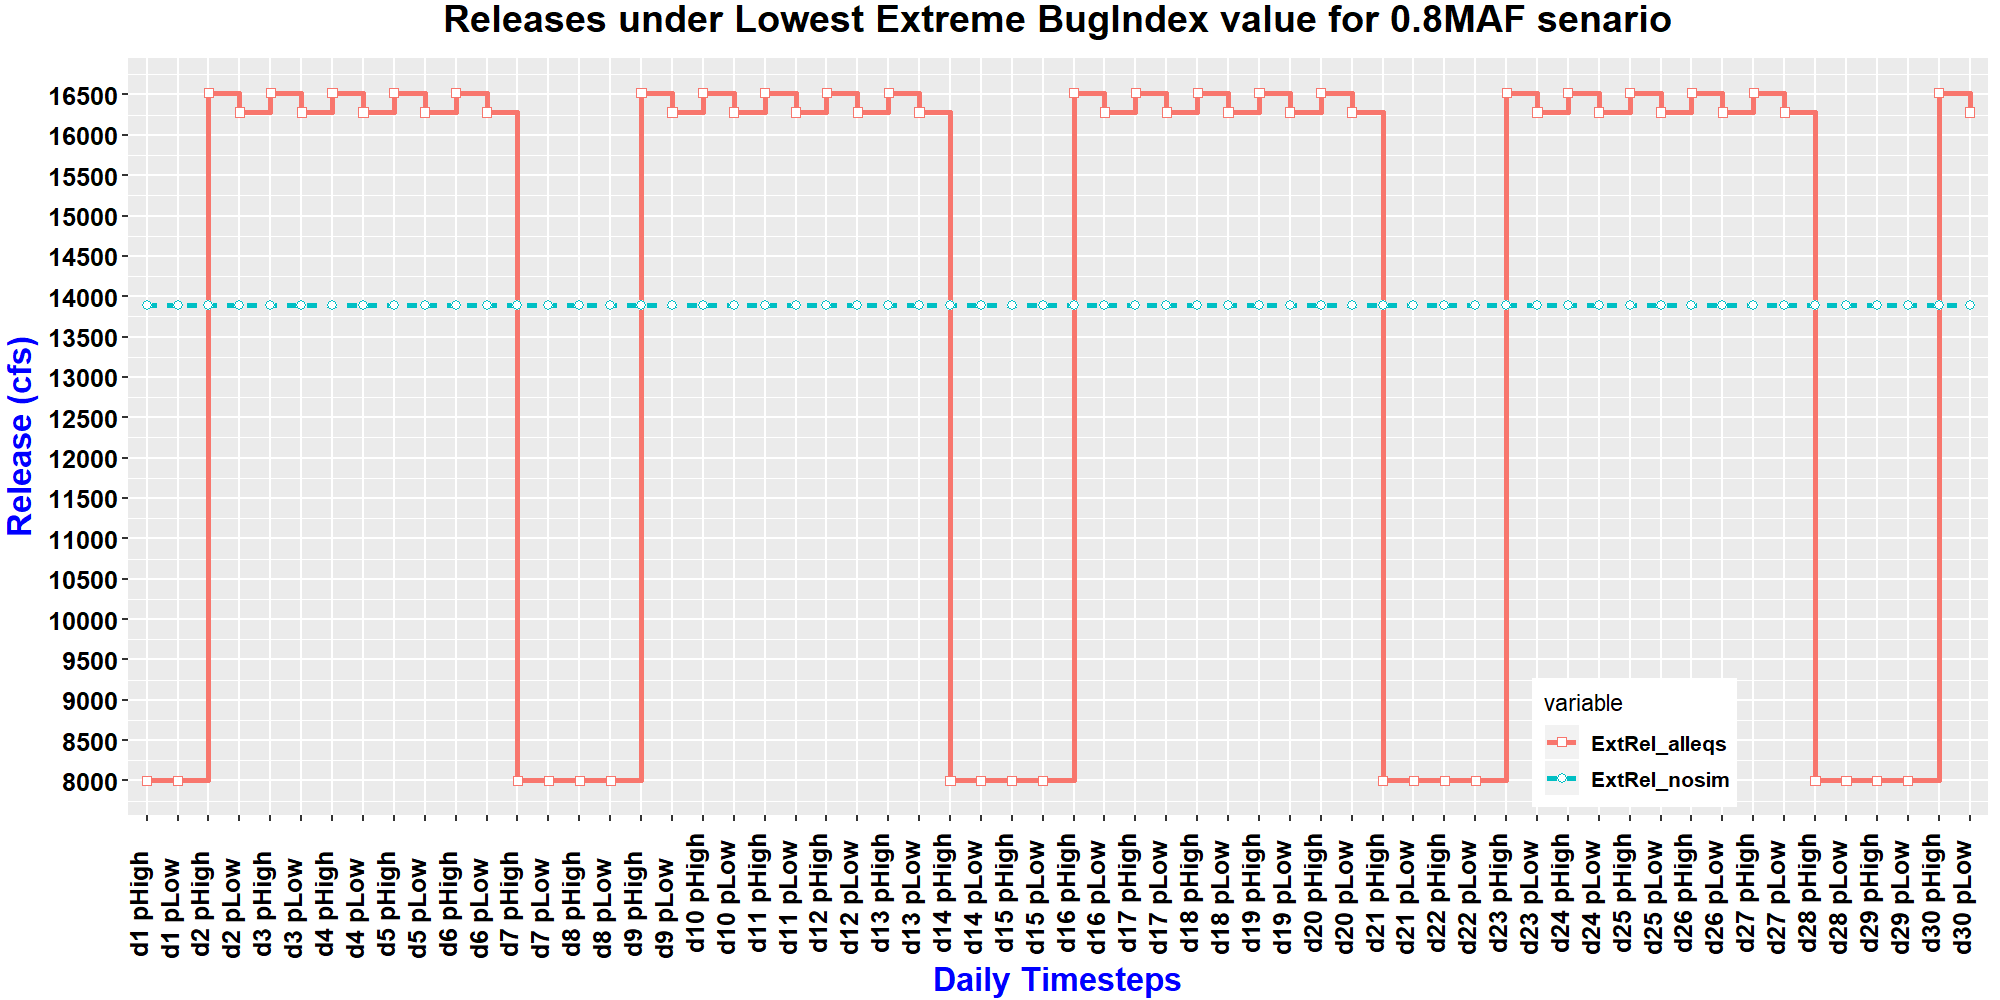 Releases under Lowest Extreme BugIndex value for 0.8MAF senario
Release (cfs)
16500
16000
15500
15000
14500
14000
13500
13000
12500
12000
11500
11000
10500
10000
9500
9000
8500
8000
variable
ExtRel_alleqs
ExtRel_nosim
d1 pHigh
d1 pLow
d2 pHigh
d2 pLow
d3 pHigh
d3 pLow
d4 pHigh
d4 pLow
d5 pHigh
d5 pLow
d6 pHigh
d6 pLow
d7 pHigh
d7 pLow
d8 pHigh
d8 pLow
d9 pHigh
d9 pLow
d10 pHigh
d10 pLow
d11 pHigh
d11 pLow
d12 pHigh
d12 pLow
d13 pHigh
d13 pLow
d14 pHigh
d14 pLow
d15 pHigh
d15 pLow
d16 pHigh
d16 pLow
d17 pHigh
d17 pLow
d18 pHigh
d18 pLow
d19 pHigh
d19 pLow
d20 pHigh
d20 pLow
d21 pHigh
d21 pLow
d22 pHigh
d22 pLow
d23 pHigh
d23 pLow
d24 pHigh
d24 pLow
d25 pHigh
d25 pLow
d26 pHigh
d26 pLow
d27 pHigh
d27 pLow
d28 pHigh
d28 pLow
d29 pHigh
d29 pLow
d30 pHigh
d30 pLow
Daily Timesteps